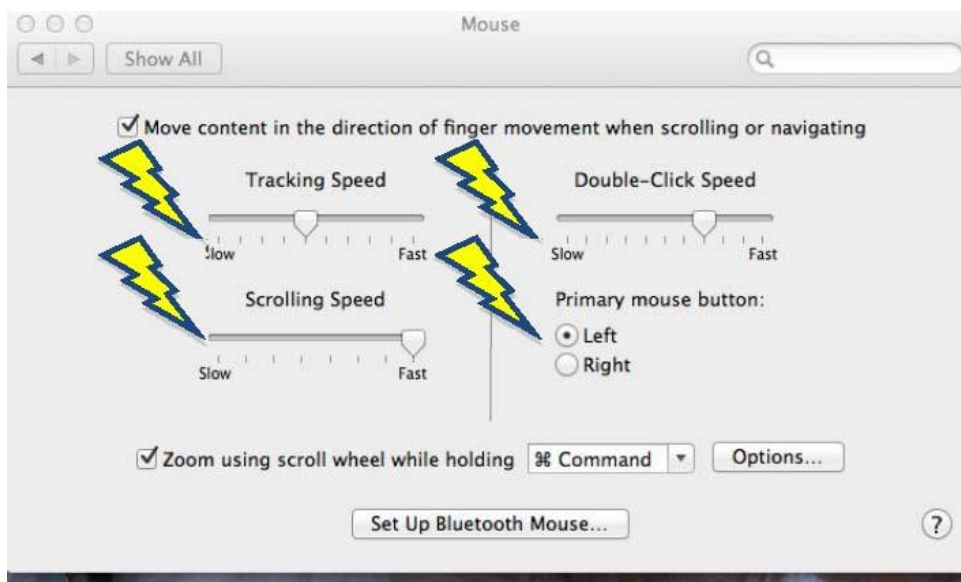 Mouse
Show All
Move content in the direction of finger movement when scrolling or navigating
Tracking Speed
Slow Fast
Double-Click Speed
Slow Fast
Scrolling Speed
Slow Fast
Primary mouse button:
Left
Right
Zoom using scroll wheel while holding ⌘ Command Options...
Set Up Bluetooth Mouse... ?